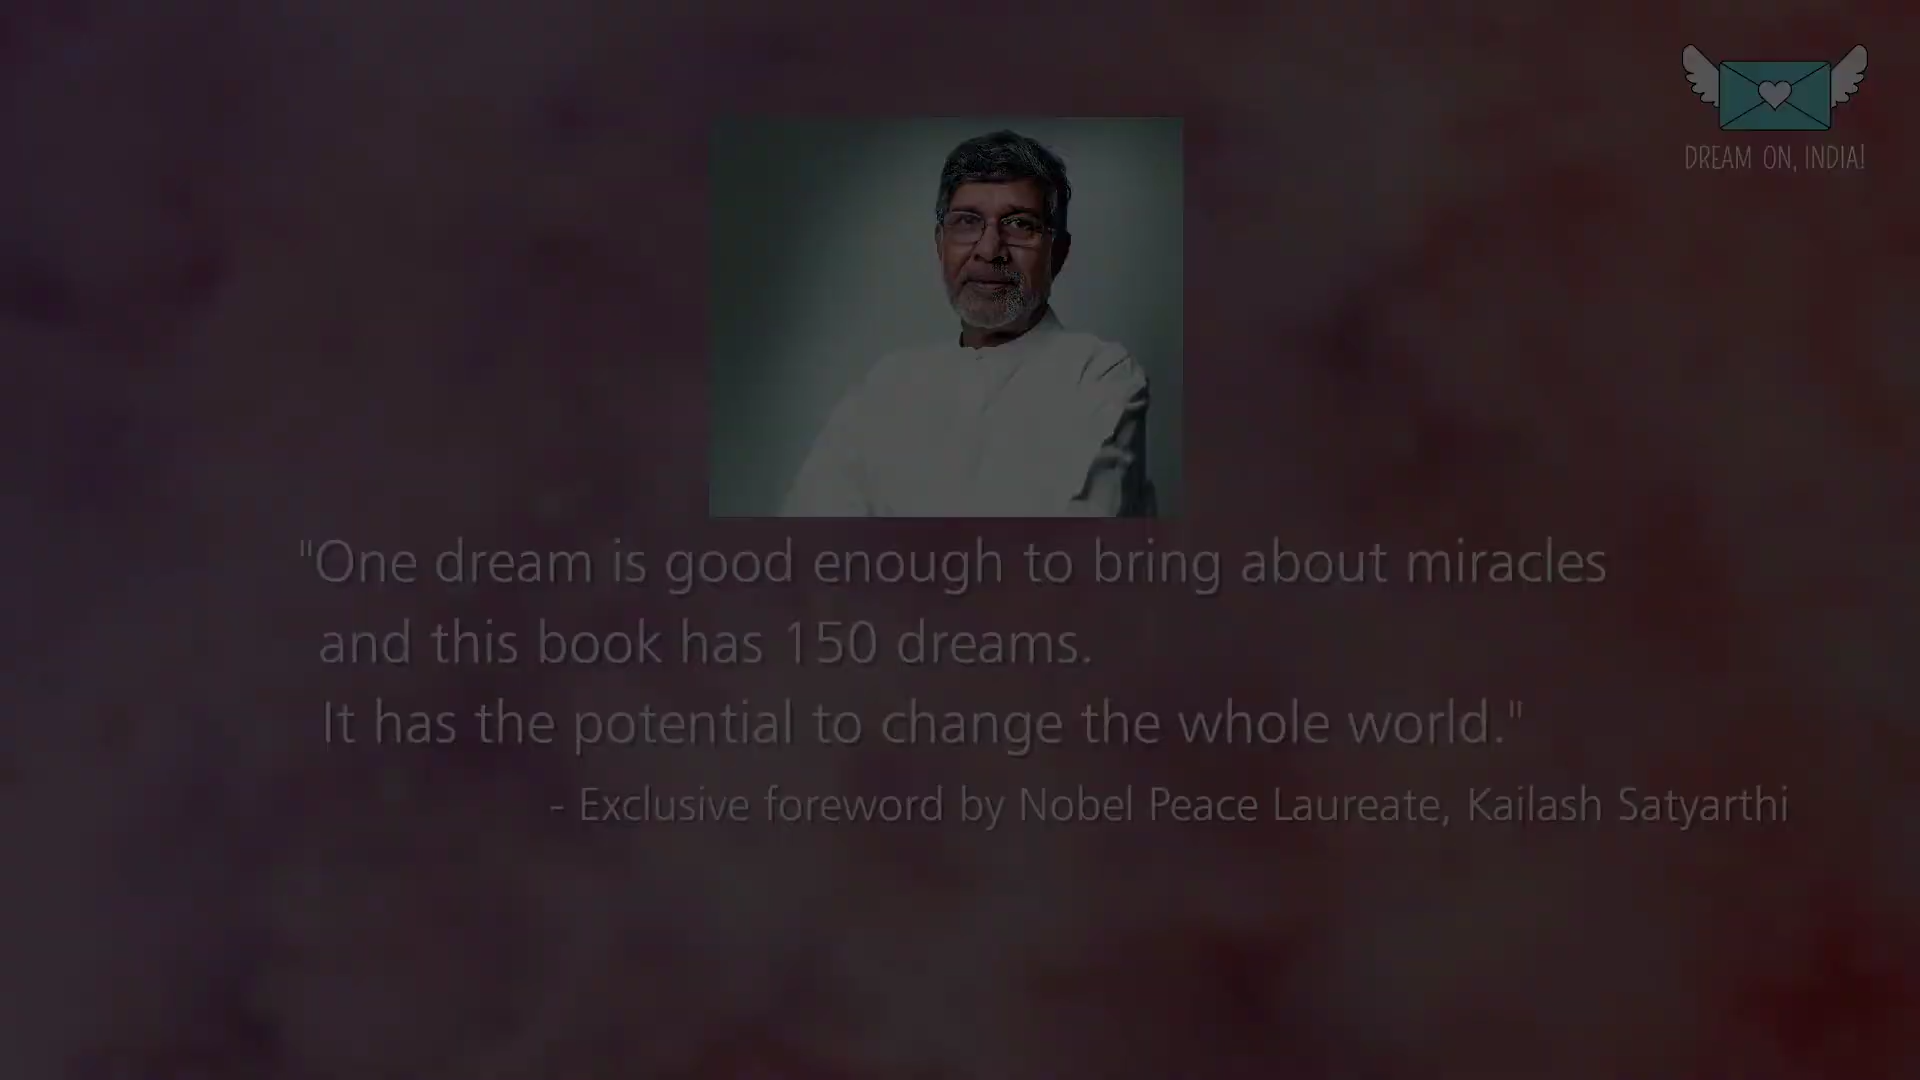 DREAM ON, INDIA!
"One dream is good enough to bring about miracles
and this book has 150 dreams.
It has the potential to change the whole world."
- Exclusive foreword by Nobel Peace Laureate, Kailash Satyarthi